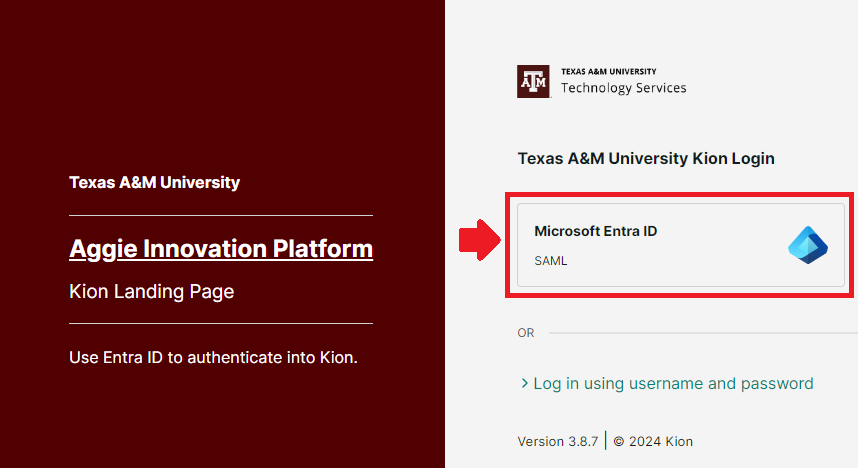 Texas A&M University
Aggie Innovation Platform
Kion Landing Page
Use Entra ID to authenticate into Kion.
ATM
TEXAS A&M UNIVERSITY
Technology Services
Texas A&M University Kion Login
Microsoft Entra ID
SAML
OR
Log in using username and password
Version 3.8.7 | © 2024 Kion